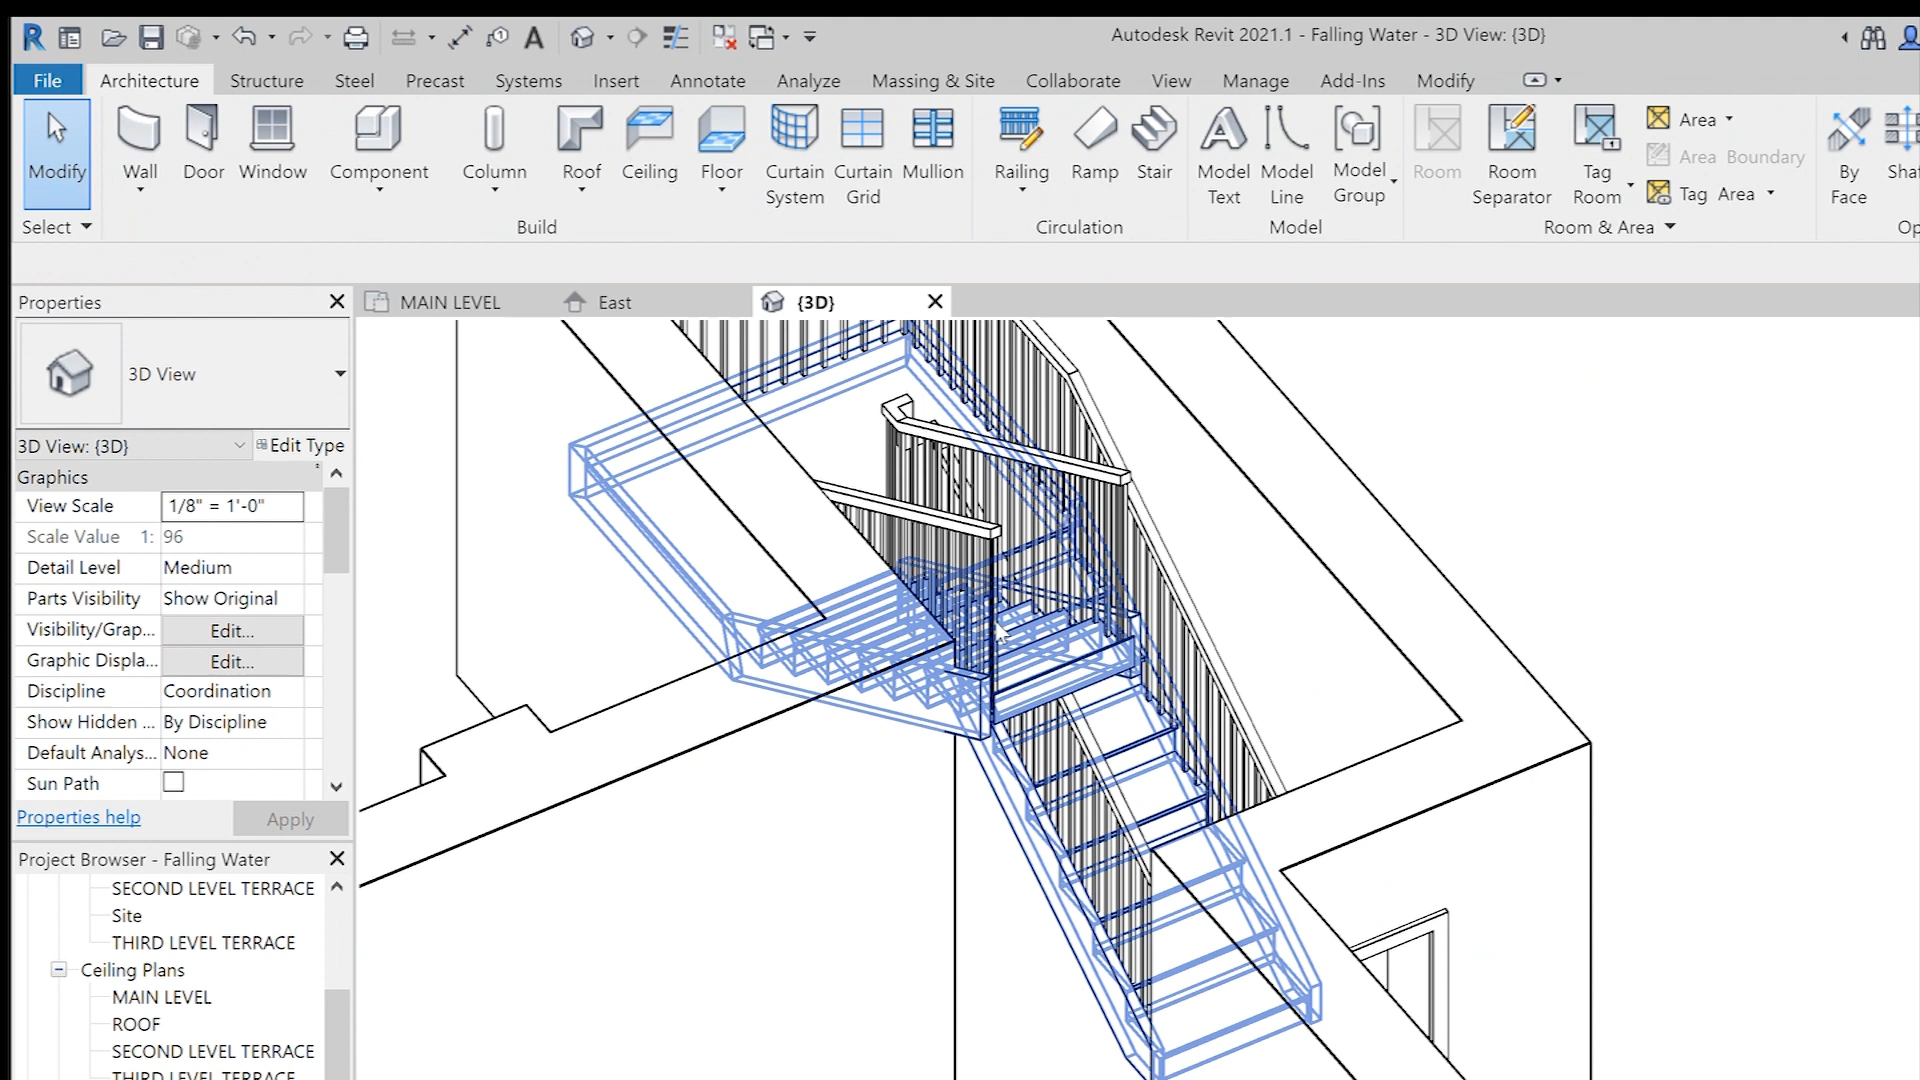 Autodesk Revit 2021.1 - Falling Water - 3D View: {3D}
File Architecture Structure Steel Precast Systems Insert Annotate Analyze Massing & Site Collaborate View Manage Add-Ins Modify
Modify Wall Door Window Component Column Roof Ceiling Floor Curtain System Curtain Grid Mullion Railing Ramp Stair Model Text Model Line Model Group Room Room Separator Tag Room Area
Area Boundary
Tag Area
By Face
Select Build Circulation Model Room & Area
Properties
MAIN LEVEL East {3D}
3D View
3D View: {3D} Edit Type
Graphics
View Scale 1/8" = 1'-0"
Scale Value 1: 96
Detail Level Medium
Parts Visibility Show Original
Visibility/Grap... Edit...
Graphic Displa... Edit...
Discipline Coordination
Show Hidden ... By Discipline
Default Analys... None
Sun Path
Properties help Apply
Project Browser - Falling Water
SECOND LEVEL TERRACE
Site
THIRD LEVEL TERRACE
Ceiling Plans
MAIN LEVEL
ROOF
SECOND LEVEL TERRACE
THIRD LEVEL TERRACE